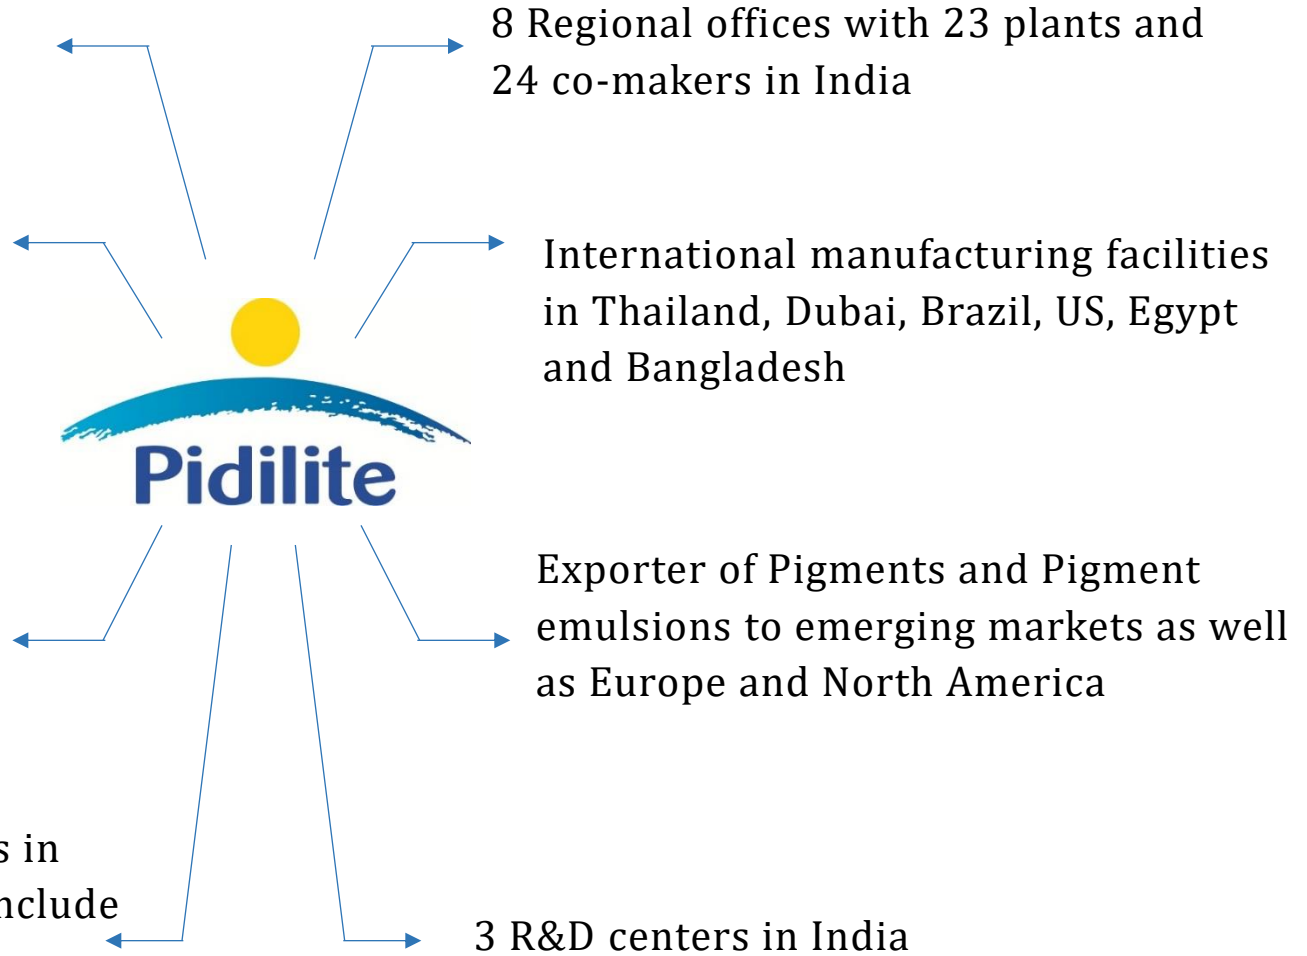 8 Regional offices with 23 plants and
24 co-makers in India
International manufacturing facilities
in Thailand, Dubai, Brazil, US, Egypt
and Bangladesh
Pidilite
Exporter of Pigments and Pigment
emulsions to emerging markets as well
as Europe and North America
in
3 R&D centers in India